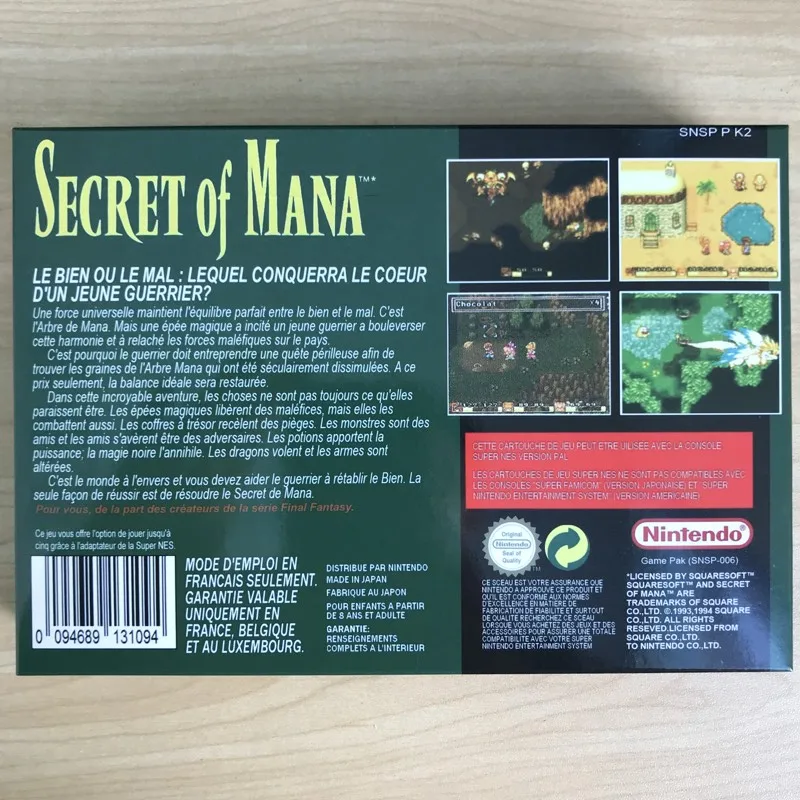 SNSP P K2
SECRET of MANA™*
LE BIEN OU LE MAL : LEQUEL CONQUERRA LE COEUR
D'UN JEUNE GUERRIER?
Une force universelle maintient l'équilibre parfait entre le bien et le mal. C'est
l'Arbre de Mana. Mais une épée magique a incité un jeune guerrier a bouleverser
cette harmonie et à relaché les forces maléfiques sur le pays.
C'est pourquoi le guerrier doit entreprendre une quête périlleuse afin de
trouver les graines de l'Arbre Mana qui ont été séculairement dissimulées. A ce
prix seulement, la balance idéale sera restaurée.
Dans cette incroyable aventure, les choses ne sont pas toujours ce qu'elles
paraissent être. Les épées magiques libèrent des maléfices, mais elles les
combattent aussi. Les coffres à trésor recèlent des pièges. Les monstres sont des
amis et les amis s'avèrent être des adversaires. Les potions apportent la
puissance; la magie noire l'annihile. Les dragons volent et les armes sont
altérées.
C'est le monde à l'envers et vous devez aider le guerrier à rétablir le Bien. La
seule façon de réussir est de résoudre le Secret de Mana.
Pour vous, de la part des créateurs de la série Final Fantasy.
Ce jeu vous offre l'option de jouer jusqu'à
cinq grâce à l'adaptateur de la Super NES.
0 094689 131094
MODE D'EMPLOI EN
FRANCAIS SEULEMENT.
GARANTIE VALABLE
UNIQUEMENT EN
FRANCE, BELGIQUE
ET AU LUXEMBOURG.
DISTRIBUE PAR NINTENDO
MADE IN JAPAN
FABRIQUE AU JAPON
POUR ENFANTS A PARTIR
DE 8 ANS ET ADULTE
GARANTIE:
RENSEIGNEMENTS
COMPLETS A L'INTERIEUR
Chocolat x4
CETTE CARTOUCHE DE JEU PEUT ETRE UILISEE AVEC LA CONSOLE
SUPER NES VERSION PAL
LES CARTOUCHES DE JEU SUPER NES NE SONT PAS COMPATIBLES AVEC
LES CONSOLES "SUPER FAMICOM" (VERSION JAPONAISE) ET SUPER
NINTENDO ENTERTAINMENT SYSTEM" (VERSION AMERICAINE)
Original
Nintendo
Seal of
Quality
TM
CE SCEAU EST VOTRE ASSURANCE QUE
NINTENDO A APPROUVE CE PRODUIT ET
QU'IL EST CONFORME AUX NORMES
D'EXCELLENCE EN MATIERE DE
FABRICATION DE FIABILITE ET SURTOUT
DE QUALITE RECHERCHEZ CE SCEAU
LORSQUE VOUS ACHETEZ DES JEUX ET DES
ACCESSOIRES POUR ASSURER UNE TOTALE
COMPATIBILITE AVEC VOTRE SUPER
NINTENDO ENTERTAINMENT SYSTEM
Nintendo®
Game Pak (SNSP-006)
*LICENSED BY SQUARESOFT™
SQUARESOFT™ AND SECRET
OF MANA™ ARE
TRADEMARKS OF SQUARE
CO.,LTD. © 1993,1994 SQUARE
CO.,LTD. ALL RIGHTS
RESEVED.LICENSED FROM
SQUARE CO.,LTD.
TO NINTENDO CO.,LTD.